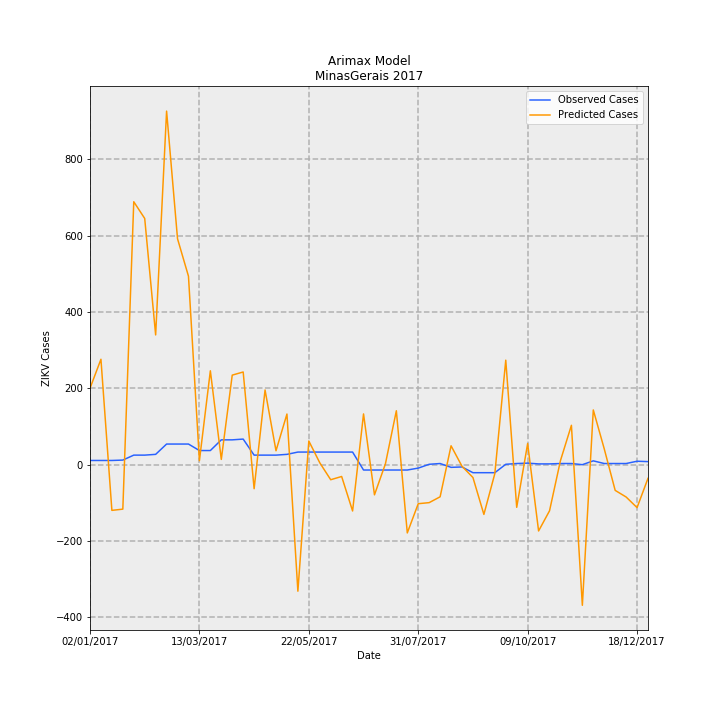 Arimax Model
MinasGerais 2017
Observed Cases
Predicted Cases
ZIKV Cases
800
600
400
200
0
−200
−400
02/01/2017
13/03/2017
22/05/2017
31/07/2017
09/10/2017
18/12/2017
Date